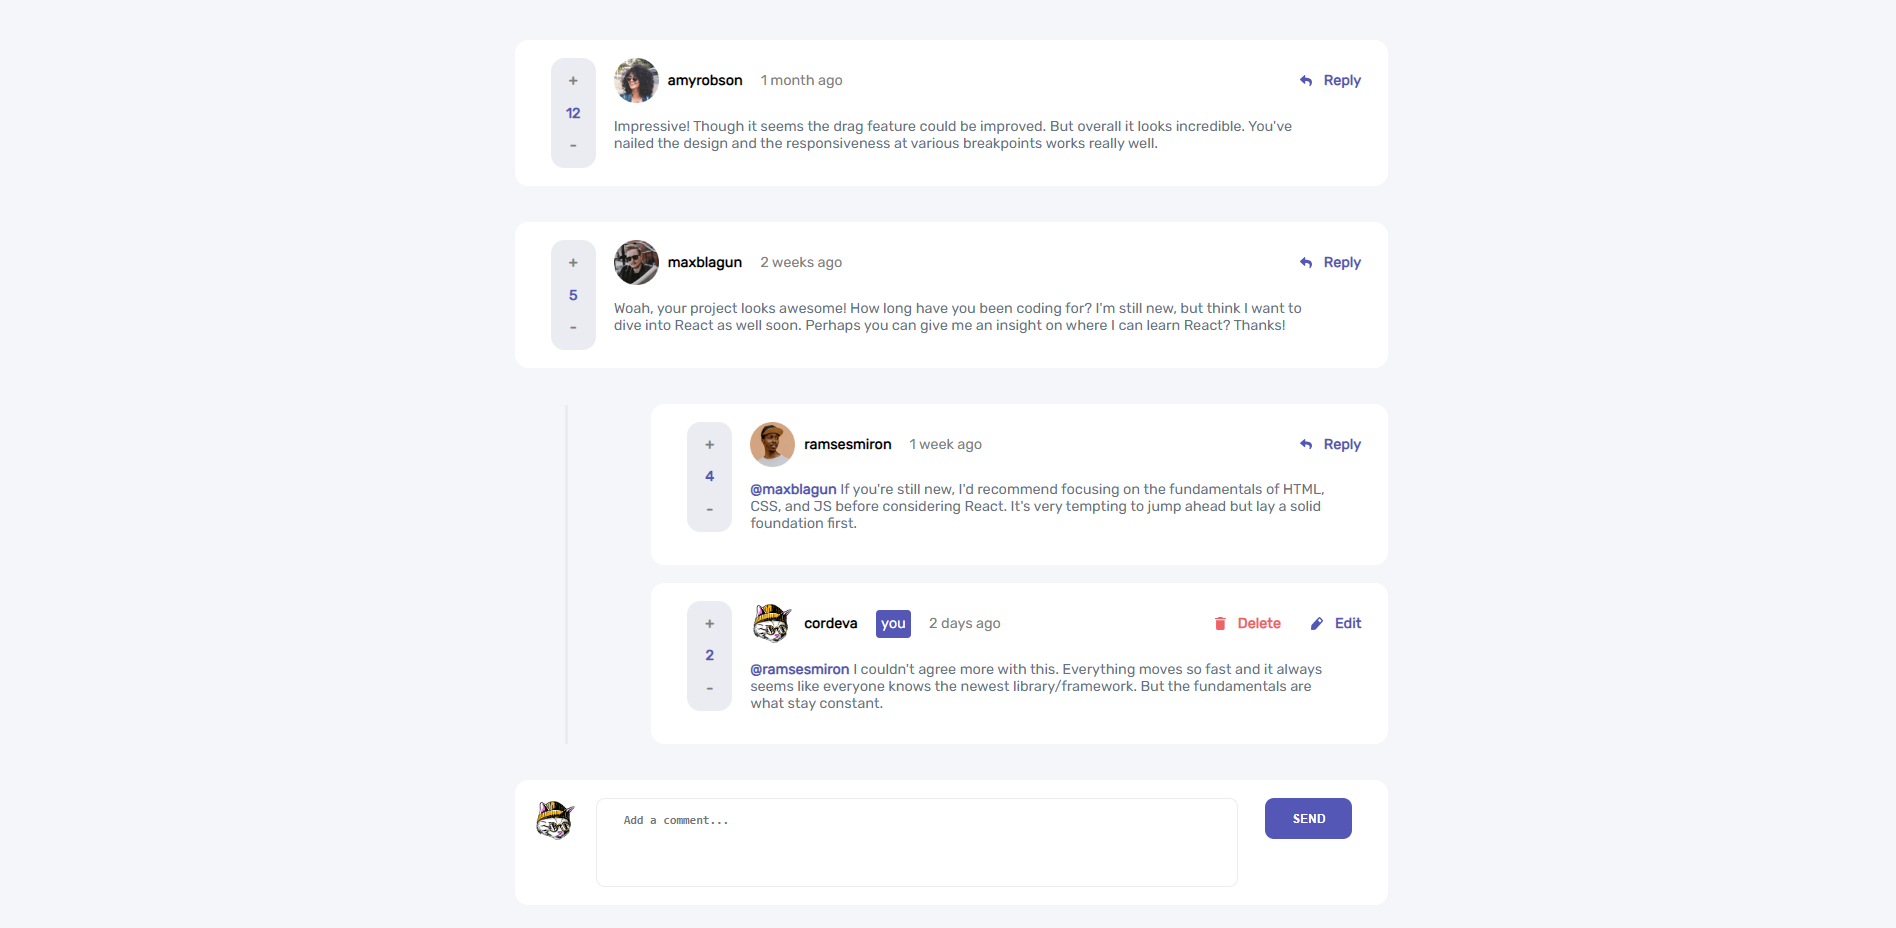 +
12
-
amyrobson 1 month ago Reply
Impressive! Though it seems the drag feature could be improved. But overall it looks incredible. You've
nailed the design and the responsiveness at various breakpoints works really well.
+
5
-
maxblagun 2 weeks ago Reply
Woah, your project looks awesome! How long have you been coding for? I'm still new, but think I want to
dive into React as well soon. Perhaps you can give me an insight on where I can learn React? Thanks!
+
4
-
ramsesmiron 1 week ago Reply
@maxblagun If you're still new, I'd recommend focusing on the fundamentals of HTML,
CSS, and JS before considering React. It's very tempting to jump ahead but lay a solid
foundation first.
+
2
-
cordeva you 2 days ago Delete Edit
@ramsesmiron I couldn't agree more with this. Everything moves so fast and it always
seems like everyone knows the newest library/framework. But the fundamentals are
what stay constant.
Add a comment... SEND